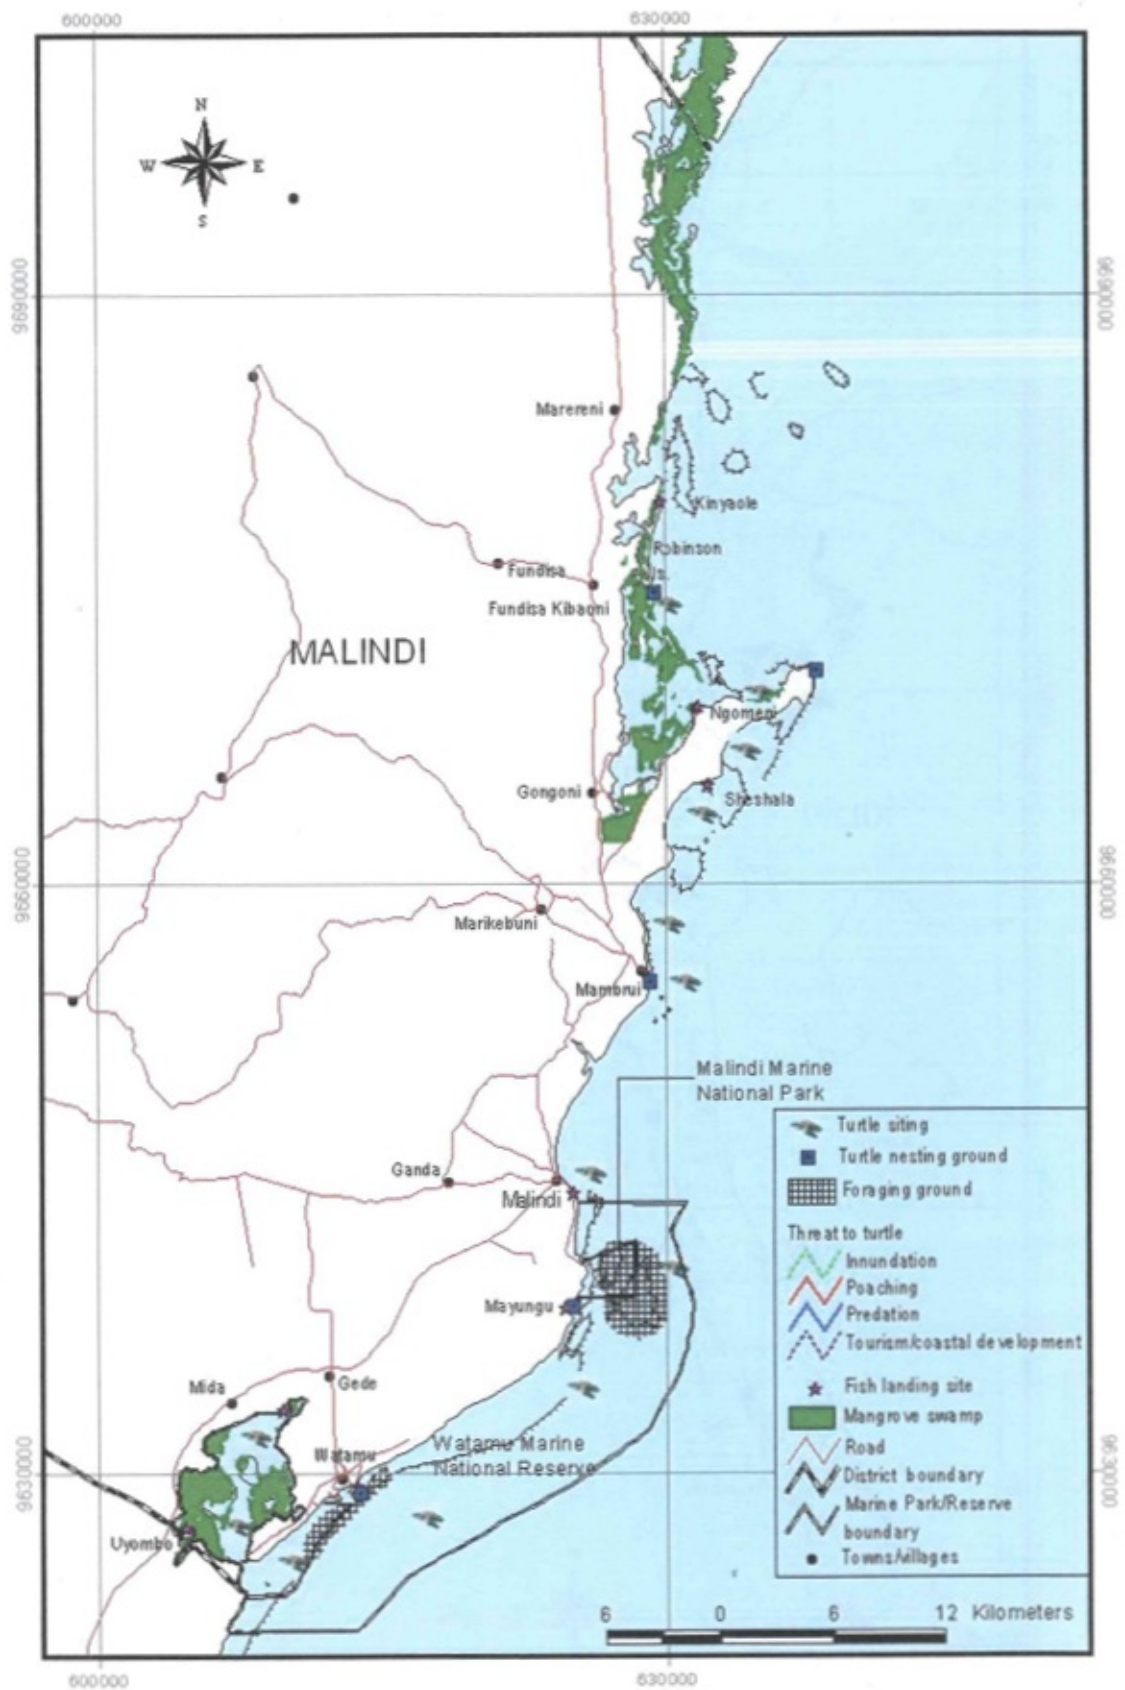 600000
630000
N
W
E
S
9690000
9690000
Marereni
Kinyaole
Robinson
Is.
Fundisa
Fundisa Kibaoni
MALINDI
Ngomeni
Gongoni
Sheshala
9660000
9660000
Marikebuni
Mambrui
Malindi Marine
National Park
Turtle siting
Turtle nesting ground
Foraging ground
Threat to turtle
Innundation
Poaching
Predation
Tourism/coastal development
Fish landing site
Mangrove swamp
Road
District boundary
Marine Park/Reserve
boundary
Towns/villages
Ganda
Malindi
Mayungu
Mida
Gede
Watamu
Watamu Marine
National Reserve
9630000
9630000
Uyombo
6 0 6 12 Kilometers
600000
630000